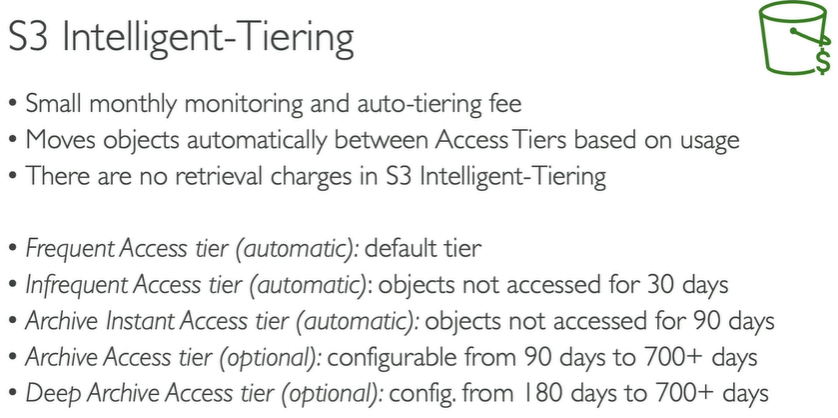 S3 Intelligent-Tiering
$
• Small monthly monitoring and auto-tiering fee
• Moves objects automatically between Access Tiers based on usage
• There are no retrieval charges in S3 Intelligent-Tiering
• Frequent Access tier (automatic): default tier
• Infrequent Access tier (automatic): objects not accessed for 30 days
• Archive Instant Access tier (automatic): objects not accessed for 90 days
• Archive Access tier (optional): configurable from 90 days to 700+ days
• Deep Archive Access tier (optional): config. from 180 days to 700+ days